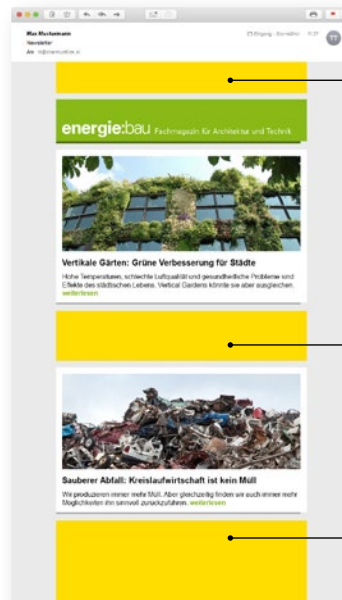 Max Mustermann
Newsletter
An:
energie:bau Fachmagazin für Architektur und Technik
Vertikale Gärten: Grüne Verbesserung für Städte
Hohe Temperaturen, schlechte Luftqualität und gesundhedliche Probleme sind
Effekte des städtischen Lebens. Vertical Gardens könnte sie aber ausgleichen.
weiterlesen
Sauberer Abfall: Kreislaufwirtschaft ist kein Müll
Wir produzieren immer mehr Müll. Aber gleichzeitig finden wir auch immer mehr
Möglichkeiten ihn sinnvoll zurückzuführen. weiterlesen